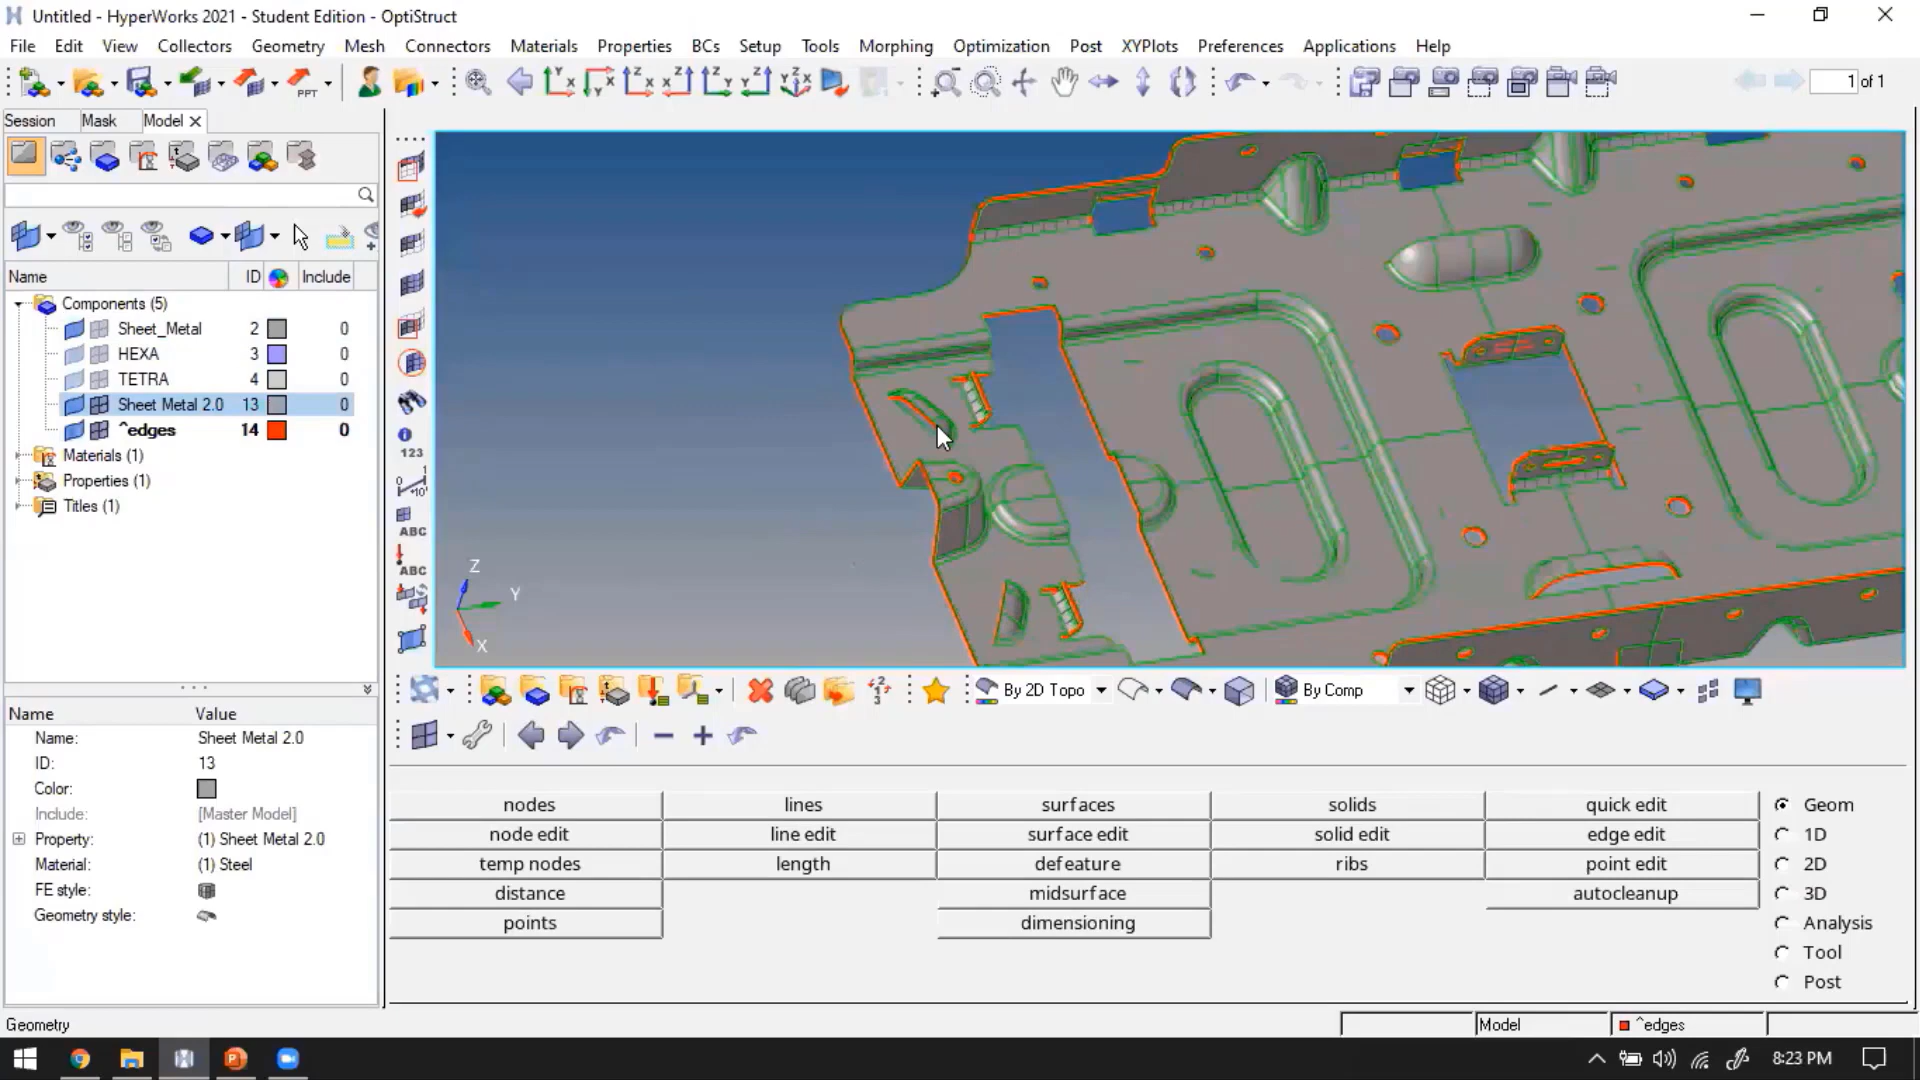 Untitled - HyperWorks 2021 - Student Edition - OptiStruct
File Edit View Collectors Geometry Mesh Connectors Materials Properties BCs Setup Tools Morphing Optimization Post XYPlots Preferences Applications Help
PPT
1 of 1
Session Mask Model
Name ID Include
Components (5)
Sheet_Metal 2 0
HEXA 3 0
TETRA 4 0
Sheet Metal 2.0 13 0
^edges 14 0
Materials (1)
Properties (1)
Titles (1)
123
ABC
ABC
Z
Y
X
By 2D Topo By Comp
Name Value
Name: Sheet Metal 2.0
ID: 13
Color:
Include: [Master Model]
Property: (1) Sheet Metal 2.0
Material: (1) Steel
FE style:
Geometry style:
nodes lines surfaces solids quick edit Geom
node edit line edit surface edit solid edit edge edit 1D
temp nodes length defeature ribs point edit 2D
distance midsurface autocleanup 3D
points dimensioning Analysis
Tool
Post
Geometry Model ^edges
8:23 PM